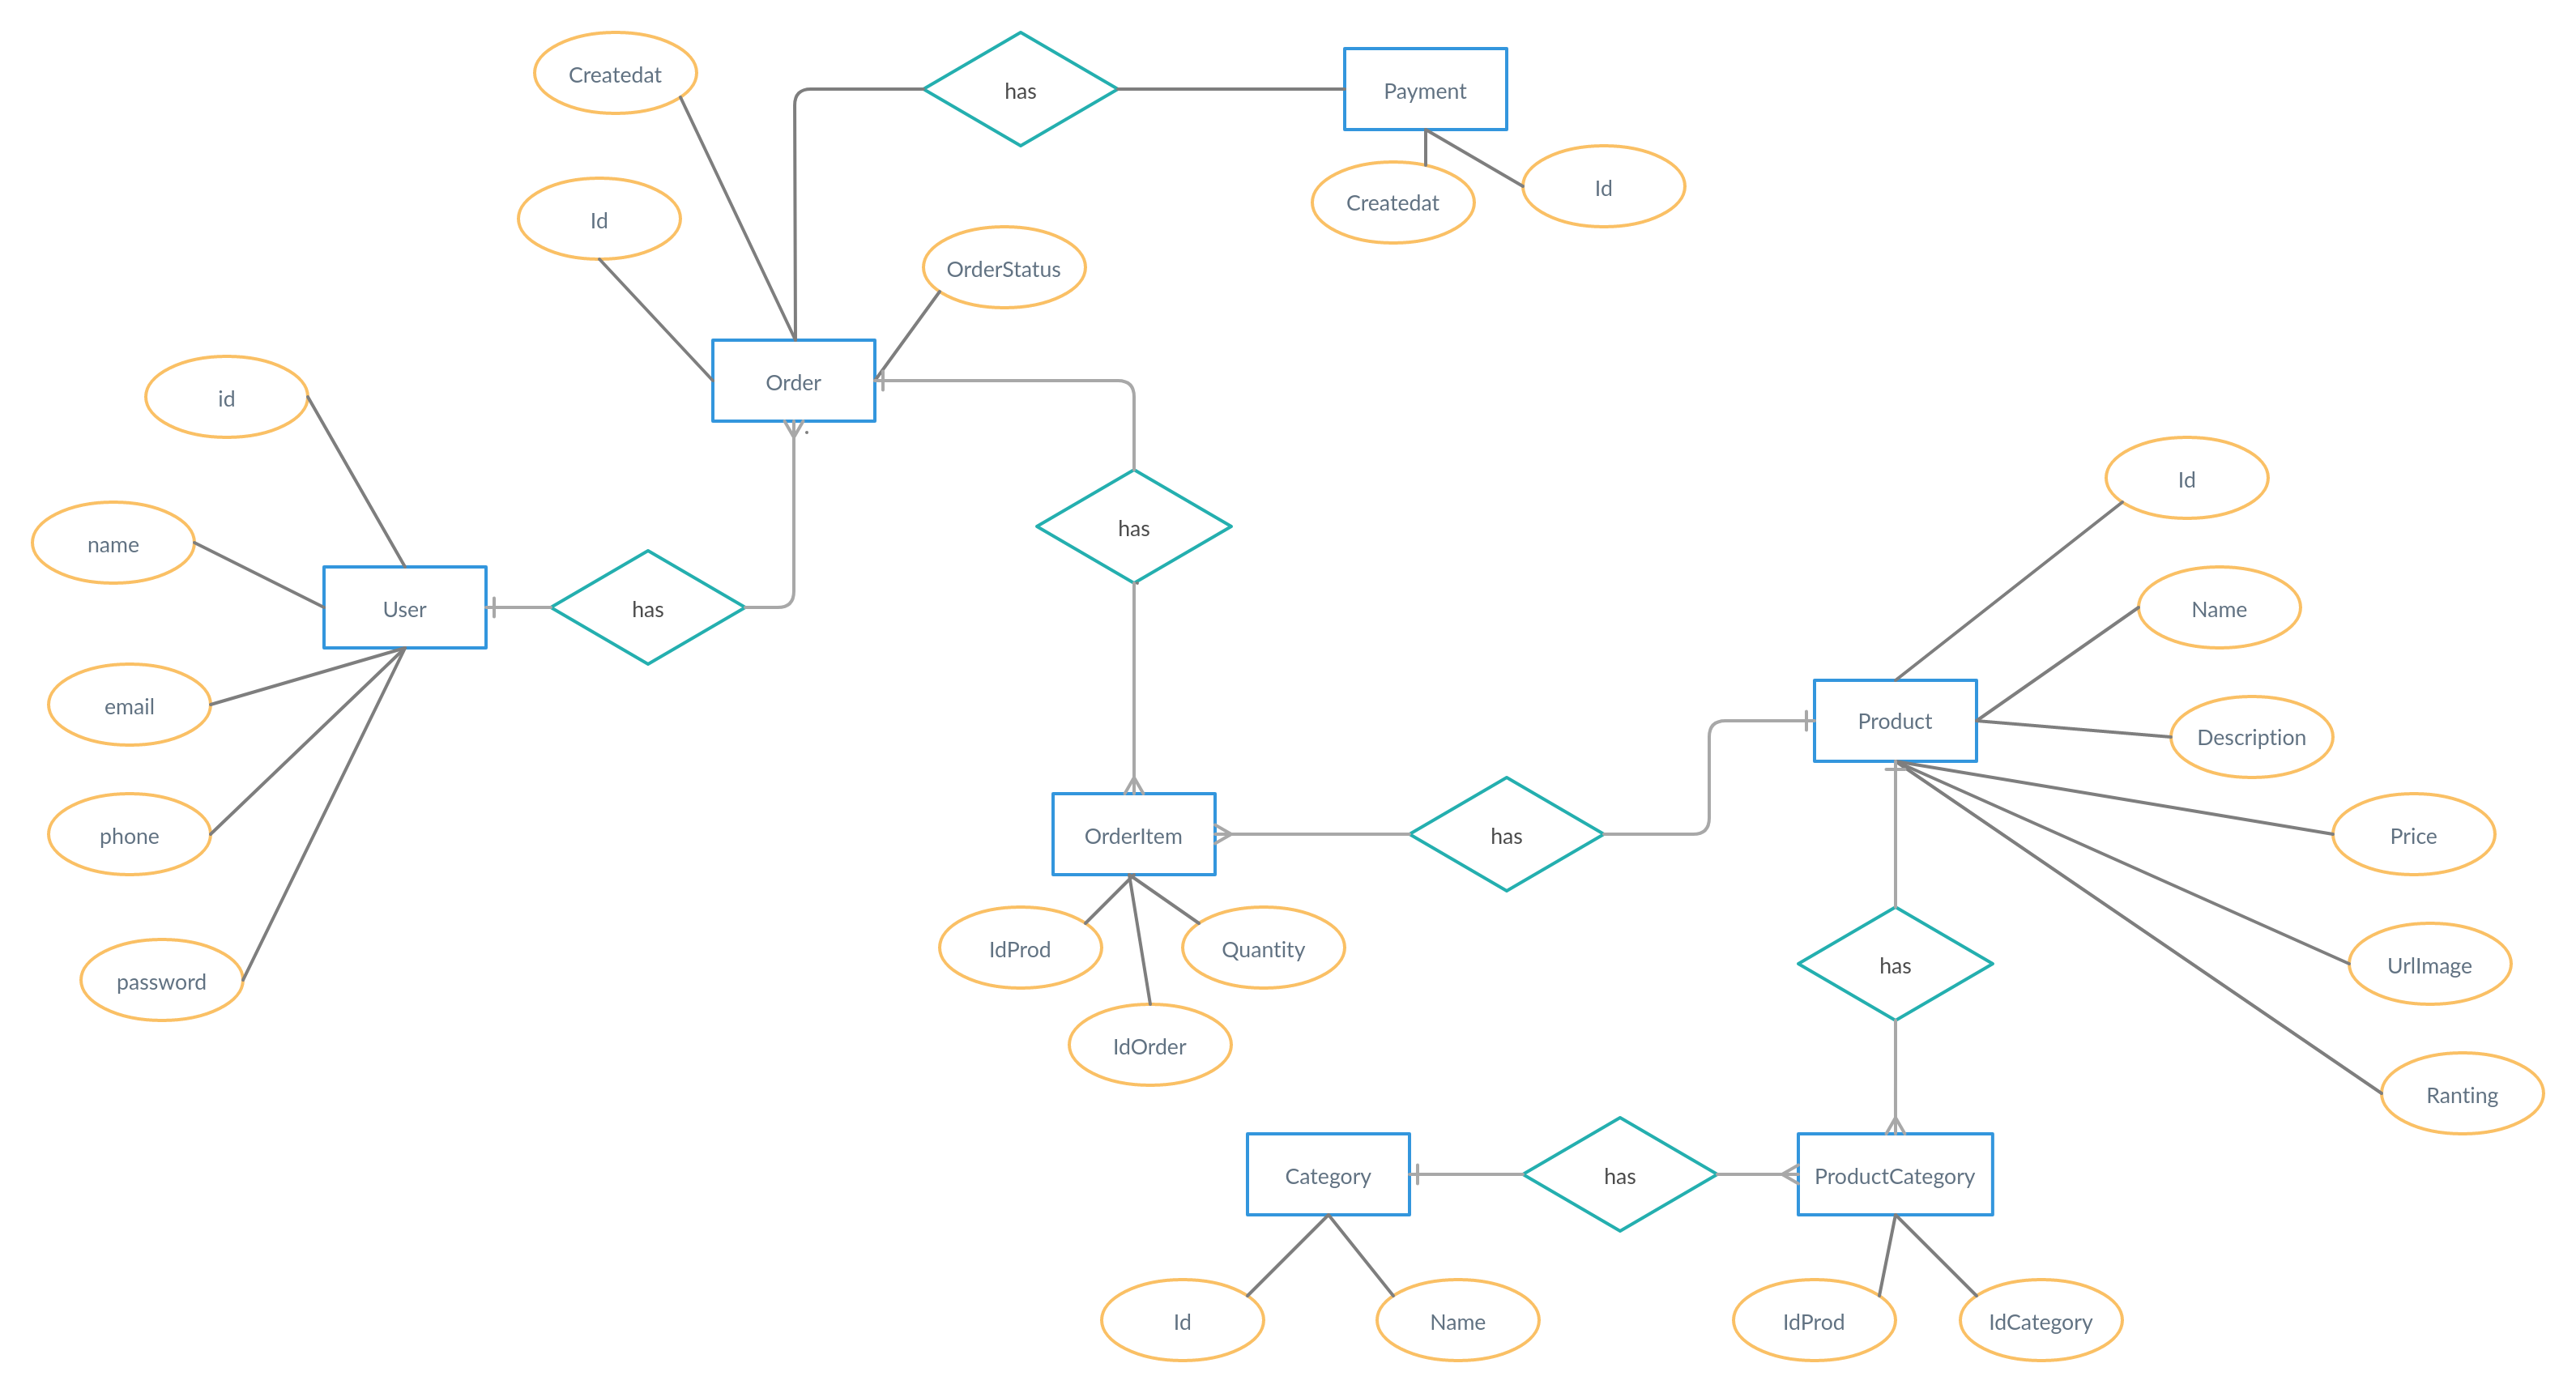 Createdat
has
Payment
Id
Createdat
Id
OrderStatus
Order
id
name
User
has
has
email
phone
password
Id
Name
Product
Description
OrderItem
has
Price
IdProd
Quantity
IdOrder
has
UrlImage
Ranting
Category
has
ProductCategory
Id
Name
IdProd
IdCategory